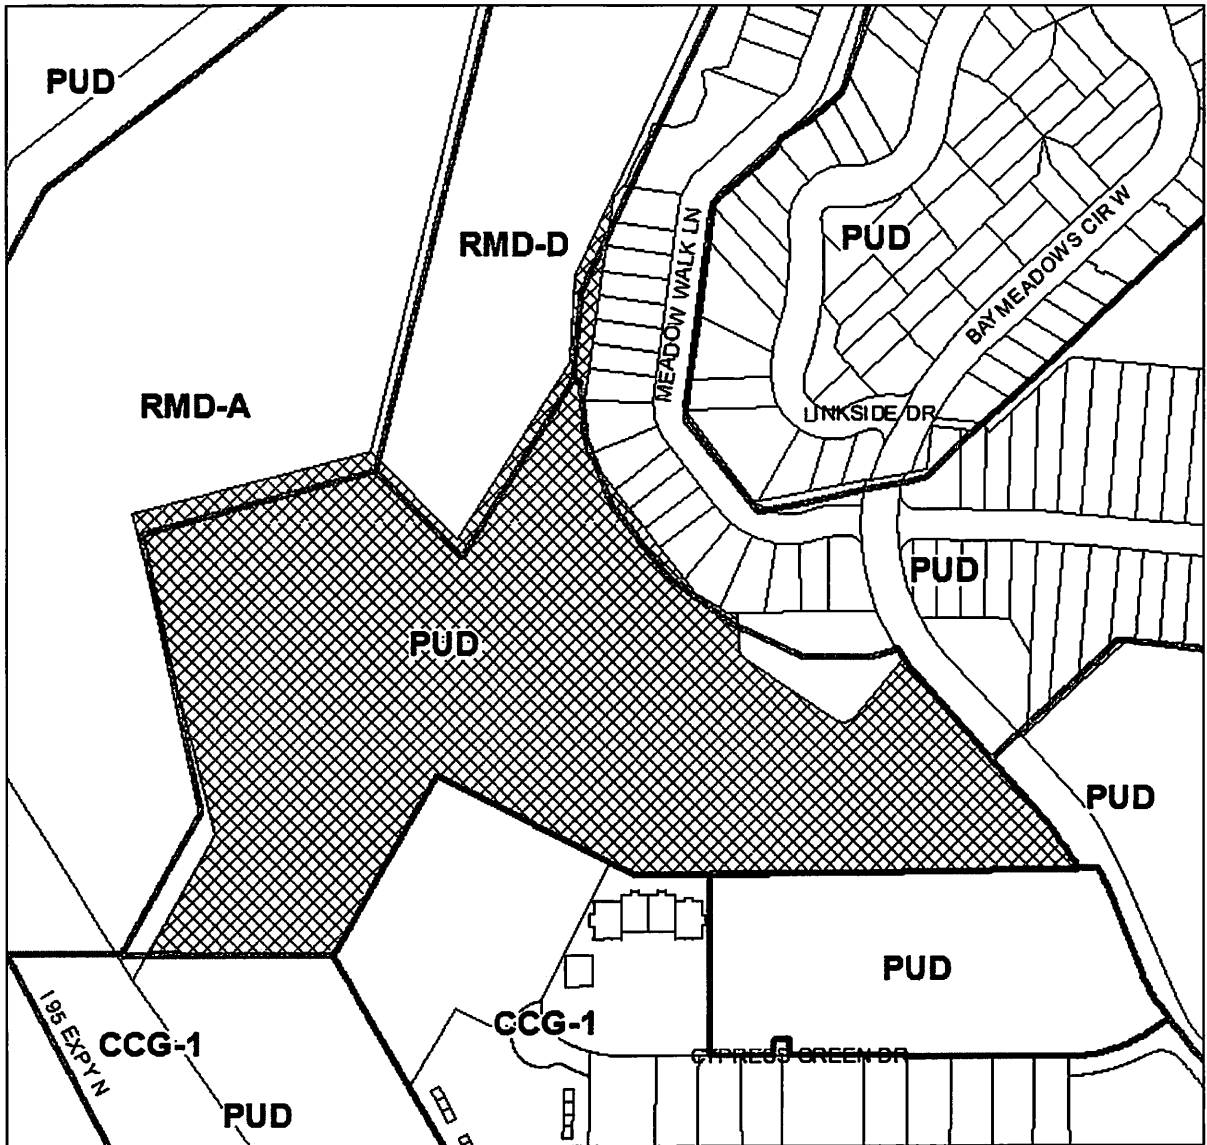 PUD
RMD-D
PUD
MEADOW WALK LN
BAYMEADOWS CIR W
RMD-A
LINKSIDE DR
PUD
PUD
PUD
PUD
CCG-1
I 95 EXPY N
CCG-1
CYPRESS GREEN DR
PUD